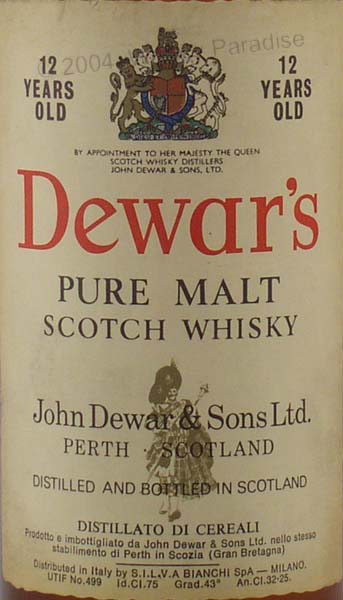 © 2004 Paradise
12 YEARS OLD
12 YEARS OLD
BY APPOINTMENT TO HER MAJESTY THE QUEEN
SCOTCH WHISKY DISTILLERS
JOHN DEWAR & SONS, LTD.
Dewar's
PURE MALT
SCOTCH WHISKY
John Dewar & Sons Ltd.
PERTH · SCOTLAND
DISTILLED AND BOTTLED IN SCOTLAND
DISTILLATO DI CEREALI
Prodotto e imbottigliato da John Dewar & Sons Ltd. nello stesso
stabilimento di Perth in Scozia (Gran Bretagna)
Distributed in Italy by S.I.L.V.A BIANCHI SpA — MILANO.
UTIF No.499 Id.Cl.75 Grad.43° An.Cl.32-25.